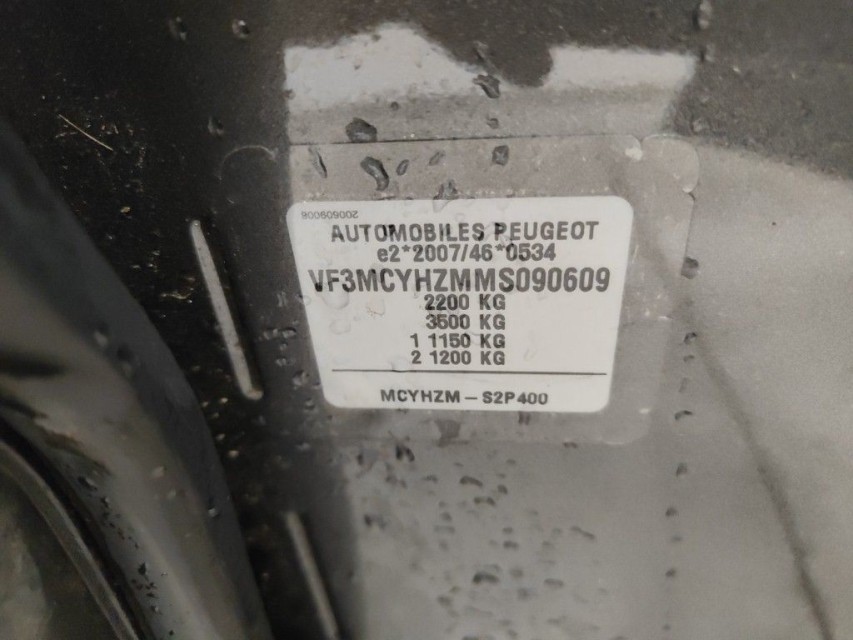 200609006
AUTOMOBILES PEUGEOT
e2*2007/46*0534
VF3MCYHZMMS090609
2200 KG
3500 KG
1 1150 KG
2 1200 KG
MCYHZM - S2P400